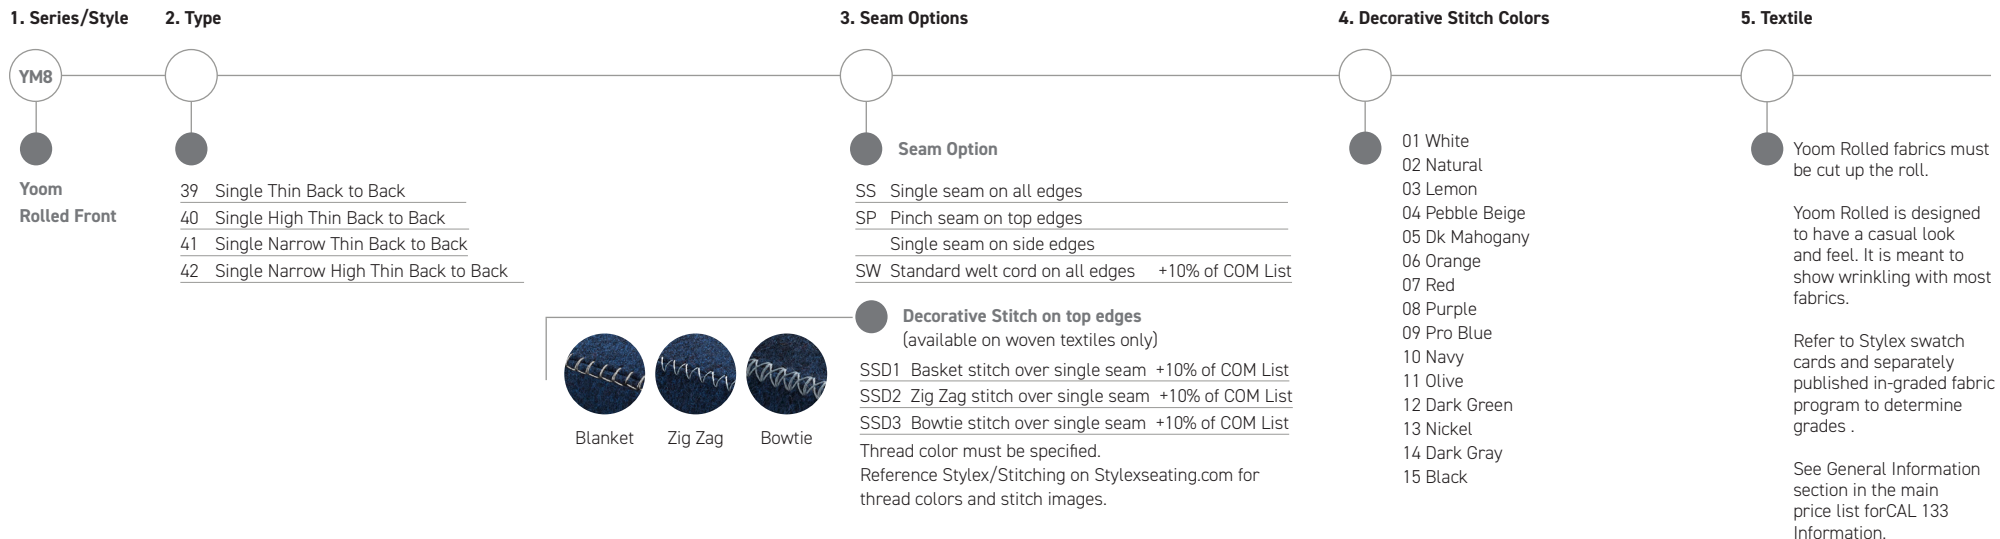 1. Series/Style
YM8
Yoom
Rolled Front
2. Type
39 Single Thin Back to Back
40 Single High Thin Back to Back
41 Single Narrow Thin Back to Back
42 Single Narrow High Thin Back to Back
3. Seam Options
Seam Option
SS Single seam on all edges
SP Pinch seam on top edges
Single seam on side edges
SW Standard welt cord on all edges +10% of COM List
Decorative Stitch on top edges
(available on woven textiles only)
SSD1 Basket stitch over single seam +10% of COM List
SSD2 Zig Zag stitch over single seam +10% of COM List
SSD3 Bowtie stitch over single seam +10% of COM List
Thread color must be specified.
Reference Stylex/Stitching on Stylexseating.com for
thread colors and stitch images.
Blanket
Zig Zag
Bowtie
4. Decorative Stitch Colors
01 White
02 Natural
03 Lemon
04 Pebble Beige
05 Dk Mahogany
06 Orange
07 Red
08 Purple
09 Pro Blue
10 Navy
11 Olive
12 Dark Green
13 Nickel
14 Dark Gray
15 Black
5. Textile
Yoom Rolled fabrics must
be cut up the roll.
Yoom Rolled is designed
to have a casual look
and feel. It is meant to
show wrinkling with most
fabrics.
Refer to Stylex swatch
cards and separately
published in-graded fabric
program to determine
grades .
See General Information
section in the main
price list forCAL 133
Information.